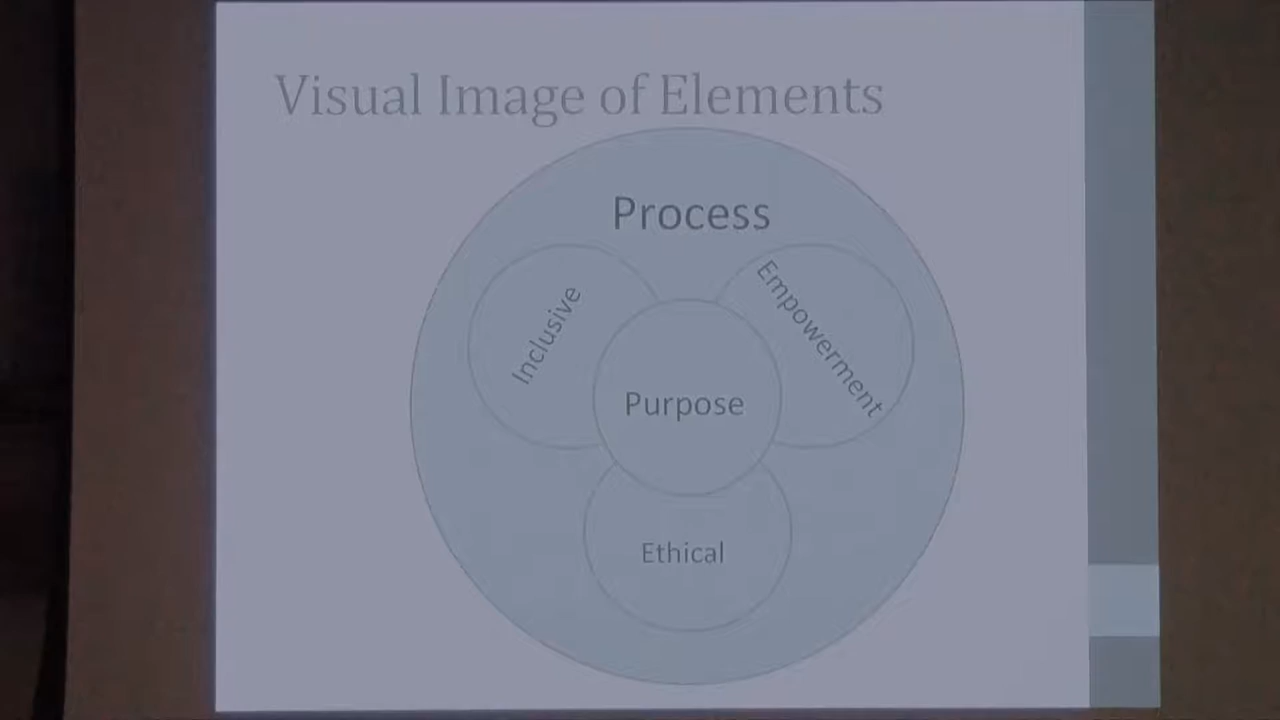 Visual Image of Elements
Process
Inclusive
Empowerment
Purpose
Ethical